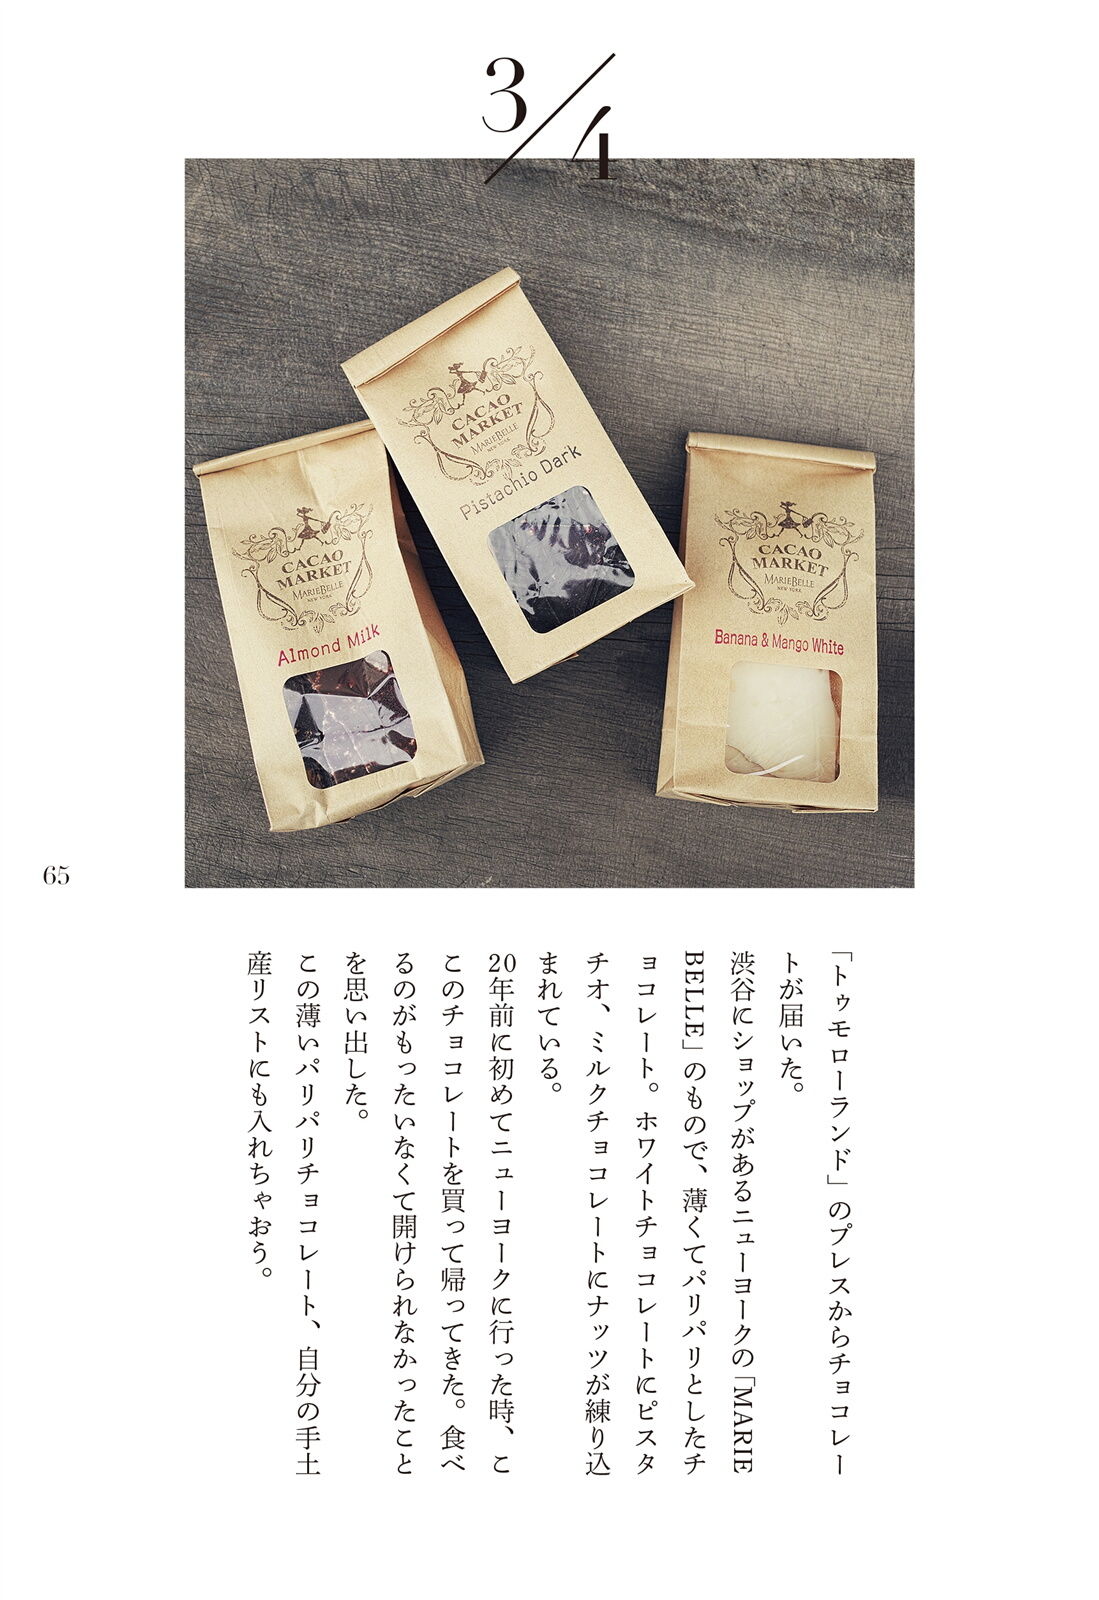 3/4
CACAO
MARKET
MARIEBELLE
NEW YORK
Pistachio Dark
CACAO
MARKET
MARIEBELLE
NEW YORK
Almond Milk
CACAO
MARKET
MARIEBELLE
NEW YORK
Banana & Mango White
65
「トゥモローランド」のプレスからチョコレー
トが届いた。
渋谷にショップがあるニューヨークの「MARIE
BELLE」のもので、薄くてパリパリとしたチ
ョコレート。ホワイトチョコレートにピスタ
チオ、ミルクチョコレートにナッツが練り込
まれている。
20年前に初めてニューヨークに行った時、こ
このチョコレートを買って帰ってきた。食べ
るのがもったいなくて開けられなかったこと
を思い出した。
この薄いパリパリチョコレート、自分の手土
産リストにも入れちゃおう。